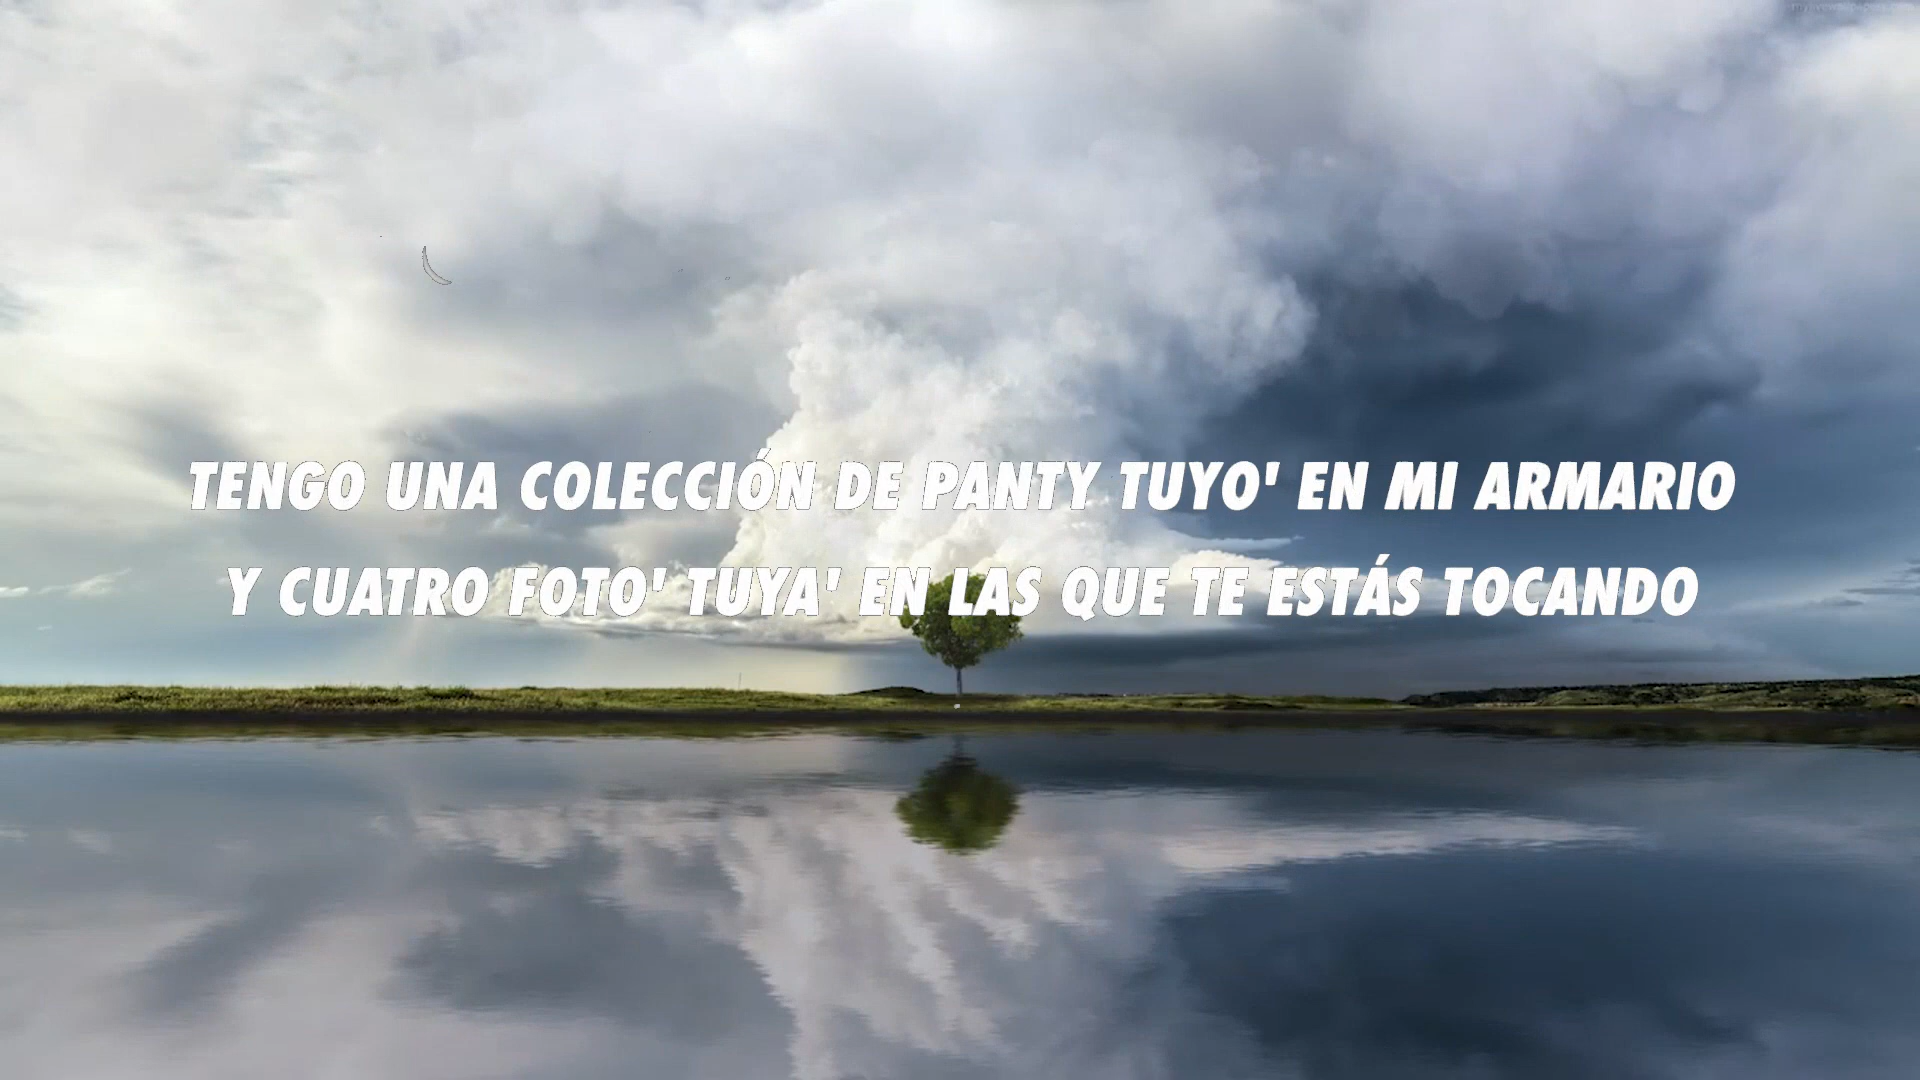 TENGO UNA COLECCIÓN DE PANTY TUYO' EN MI ARMARIO
Y CUATRO FOTO' TUYA' EN LAS QUE TE ESTÁS TOCANDO